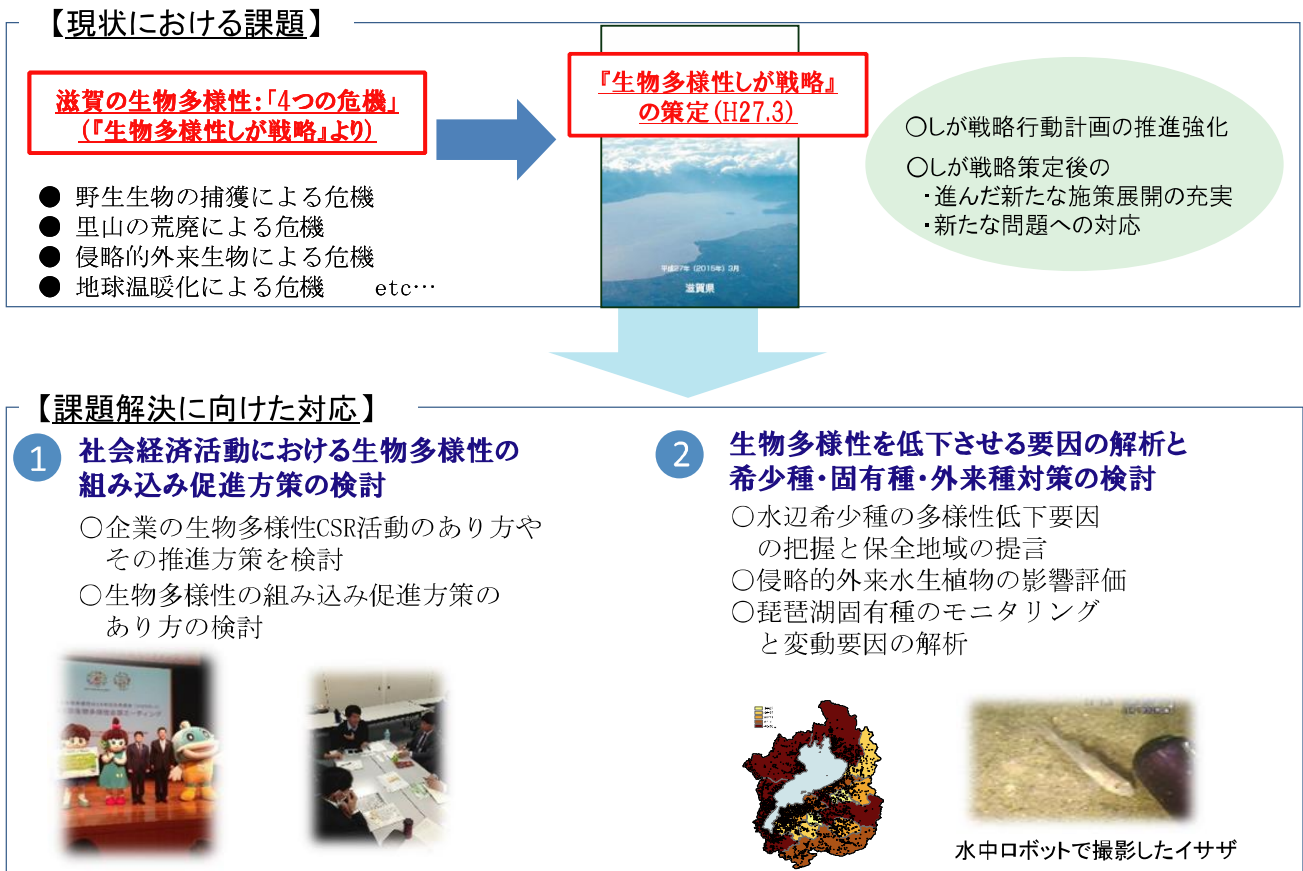 【現状における課題】
滋賀の生物多様性:「4つの危機」
(『生物多様性しが戦略』より)
● 野生生物の捕獲による危機
● 里山の荒廃による危機
● 侵略的外来生物による危機
● 地球温暖化による危機 etc…
『生物多様性しが戦略』
の策定(H27.3)
平成27年(2015年)3月
滋賀県
○しが戦略行動計画の推進強化
○しが戦略策定後の
・進んだ新たな施策展開の充実
・新たな問題への対応
【課題解決に向けた対応】
1
社会経済活動における生物多様性の
組み込み促進方策の検討
○企業の生物多様性CSR活動のあり方や
その推進方策を検討
○生物多様性の組み込み促進方策の
あり方の検討
2
生物多様性を低下させる要因の解析と
希少種・固有種・外来種対策の検討
○水辺希少種の多様性低下要因
の把握と保全地域の提言
○侵略的外来水生植物の影響評価
○琵琶湖固有種のモニタリング
と変動要因の解析
水中ロボットで撮影したイサザ